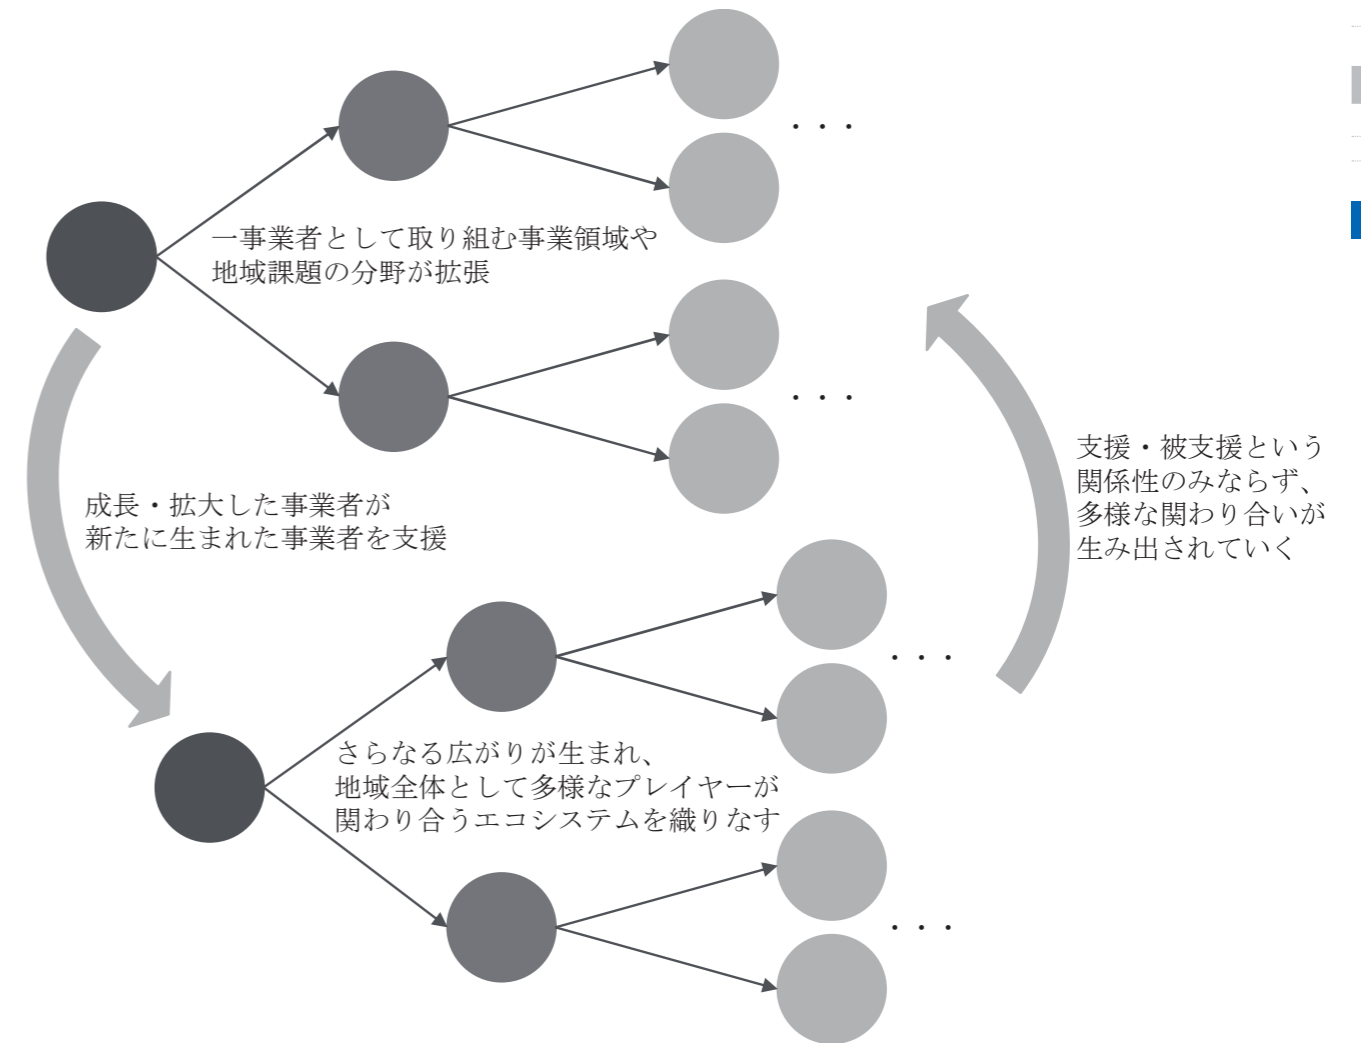 ・・・
一事業者として取り組む事業領域や
地域課題の分野が拡張
・・・
支援・被支援という
関係性のみならず、
多様な関わり合いが
生み出されていく
成長・拡大した事業者が
新たに生まれた事業者を支援
・・・
さらなる広がりが生まれ、
地域全体として多様なプレイヤーが
関わり合うエコシステムを織りなす
・・・